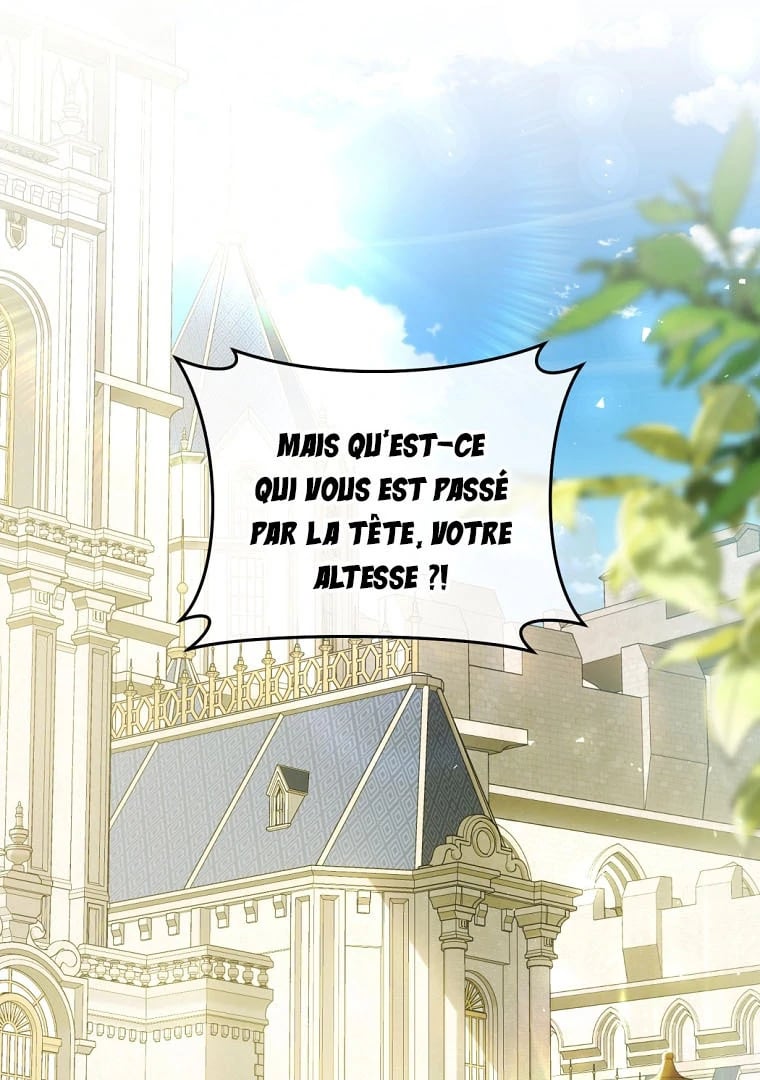 MAIS QU'EST-CE
QUI VOUS EST PASSÉ
PAR LA TÊTE, VOTRE
ALTESSE ?!